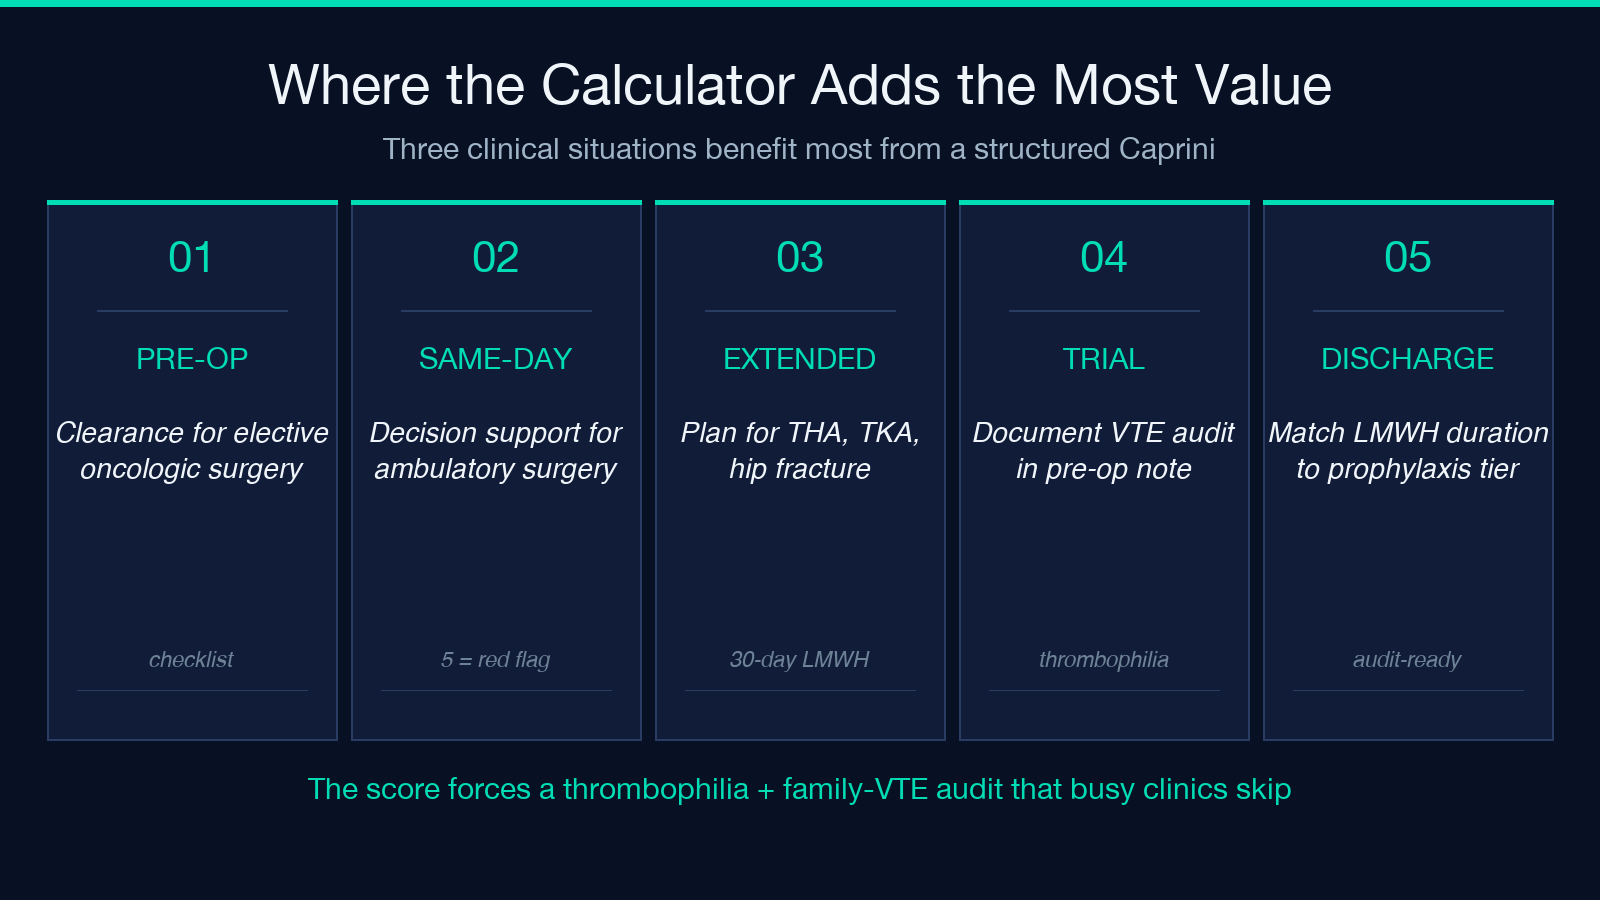 Where the Calculator Adds the Most Value
Three clinical situations benefit most from a structured Caprini
01
PRE-OP
Clearance for elective
oncologic surgery
checklist
02
SAME-DAY
Decision support for
ambulatory surgery
5 = red flag
03
EXTENDED
Plan for THA, TKA,
hip fracture
30-day LMWH
04
TRIAL
Document VTE audit
in pre-op note
thrombophilia
05
DISCHARGE
Match LMWH duration
to prophylaxis tier
audit-ready
The score forces a thrombophilia + family-VTE audit that busy clinics skip